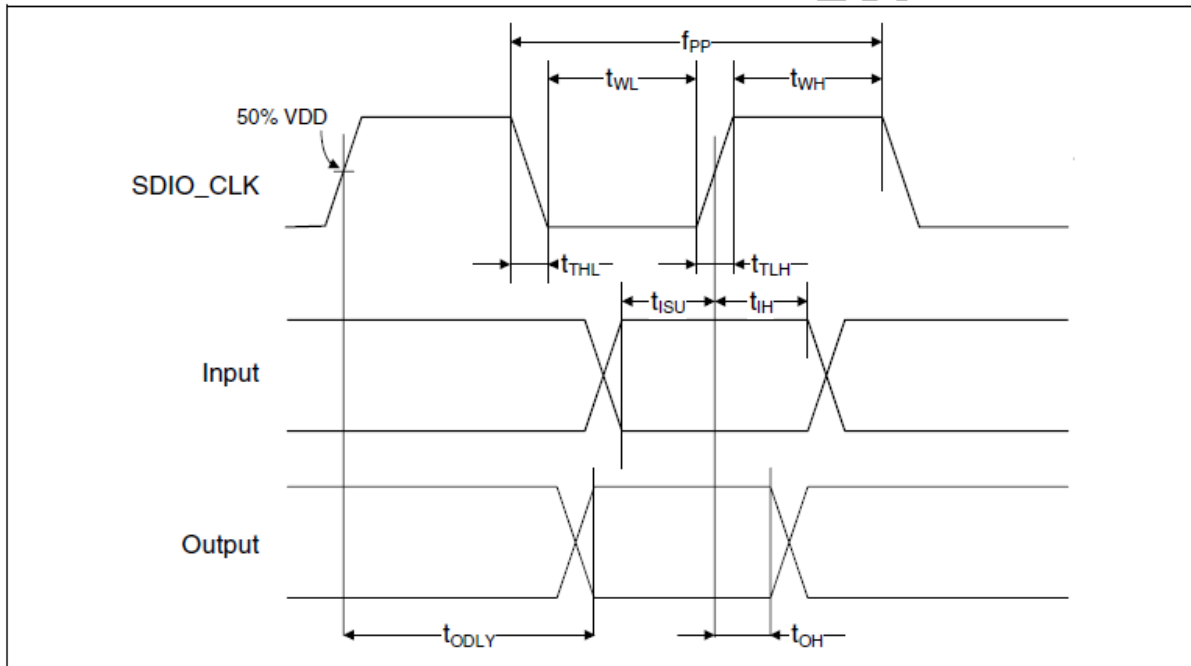 fPP
tWL
tWH
50% VDD
SDIO_CLK
tTHL
tTLH
tISU
tIH
Input
Output
tODLY
tOH